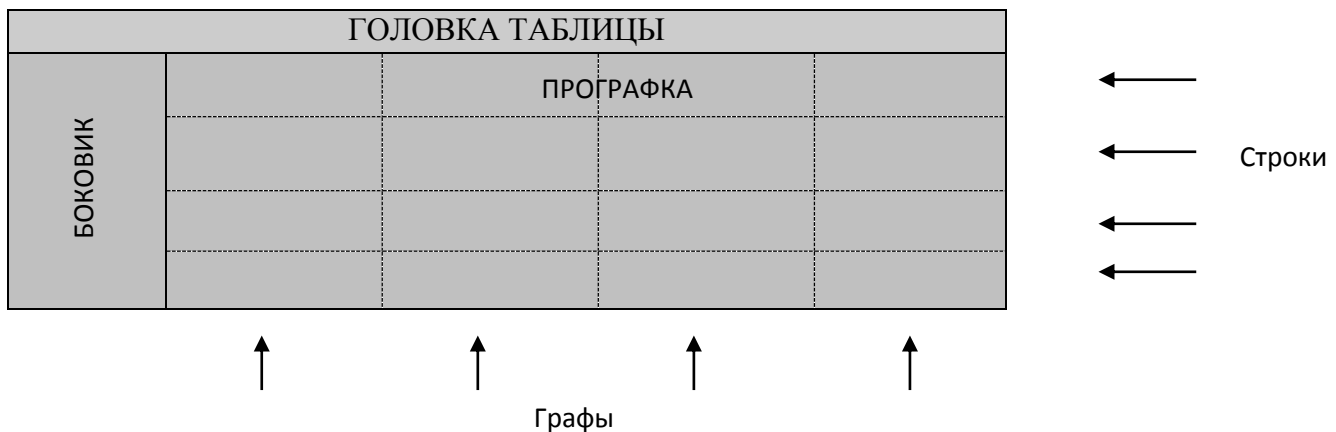 ГОЛОВКА ТАБЛИЦЫ
ПРОГРАФКА
БОКОВИК
Строки
Графы